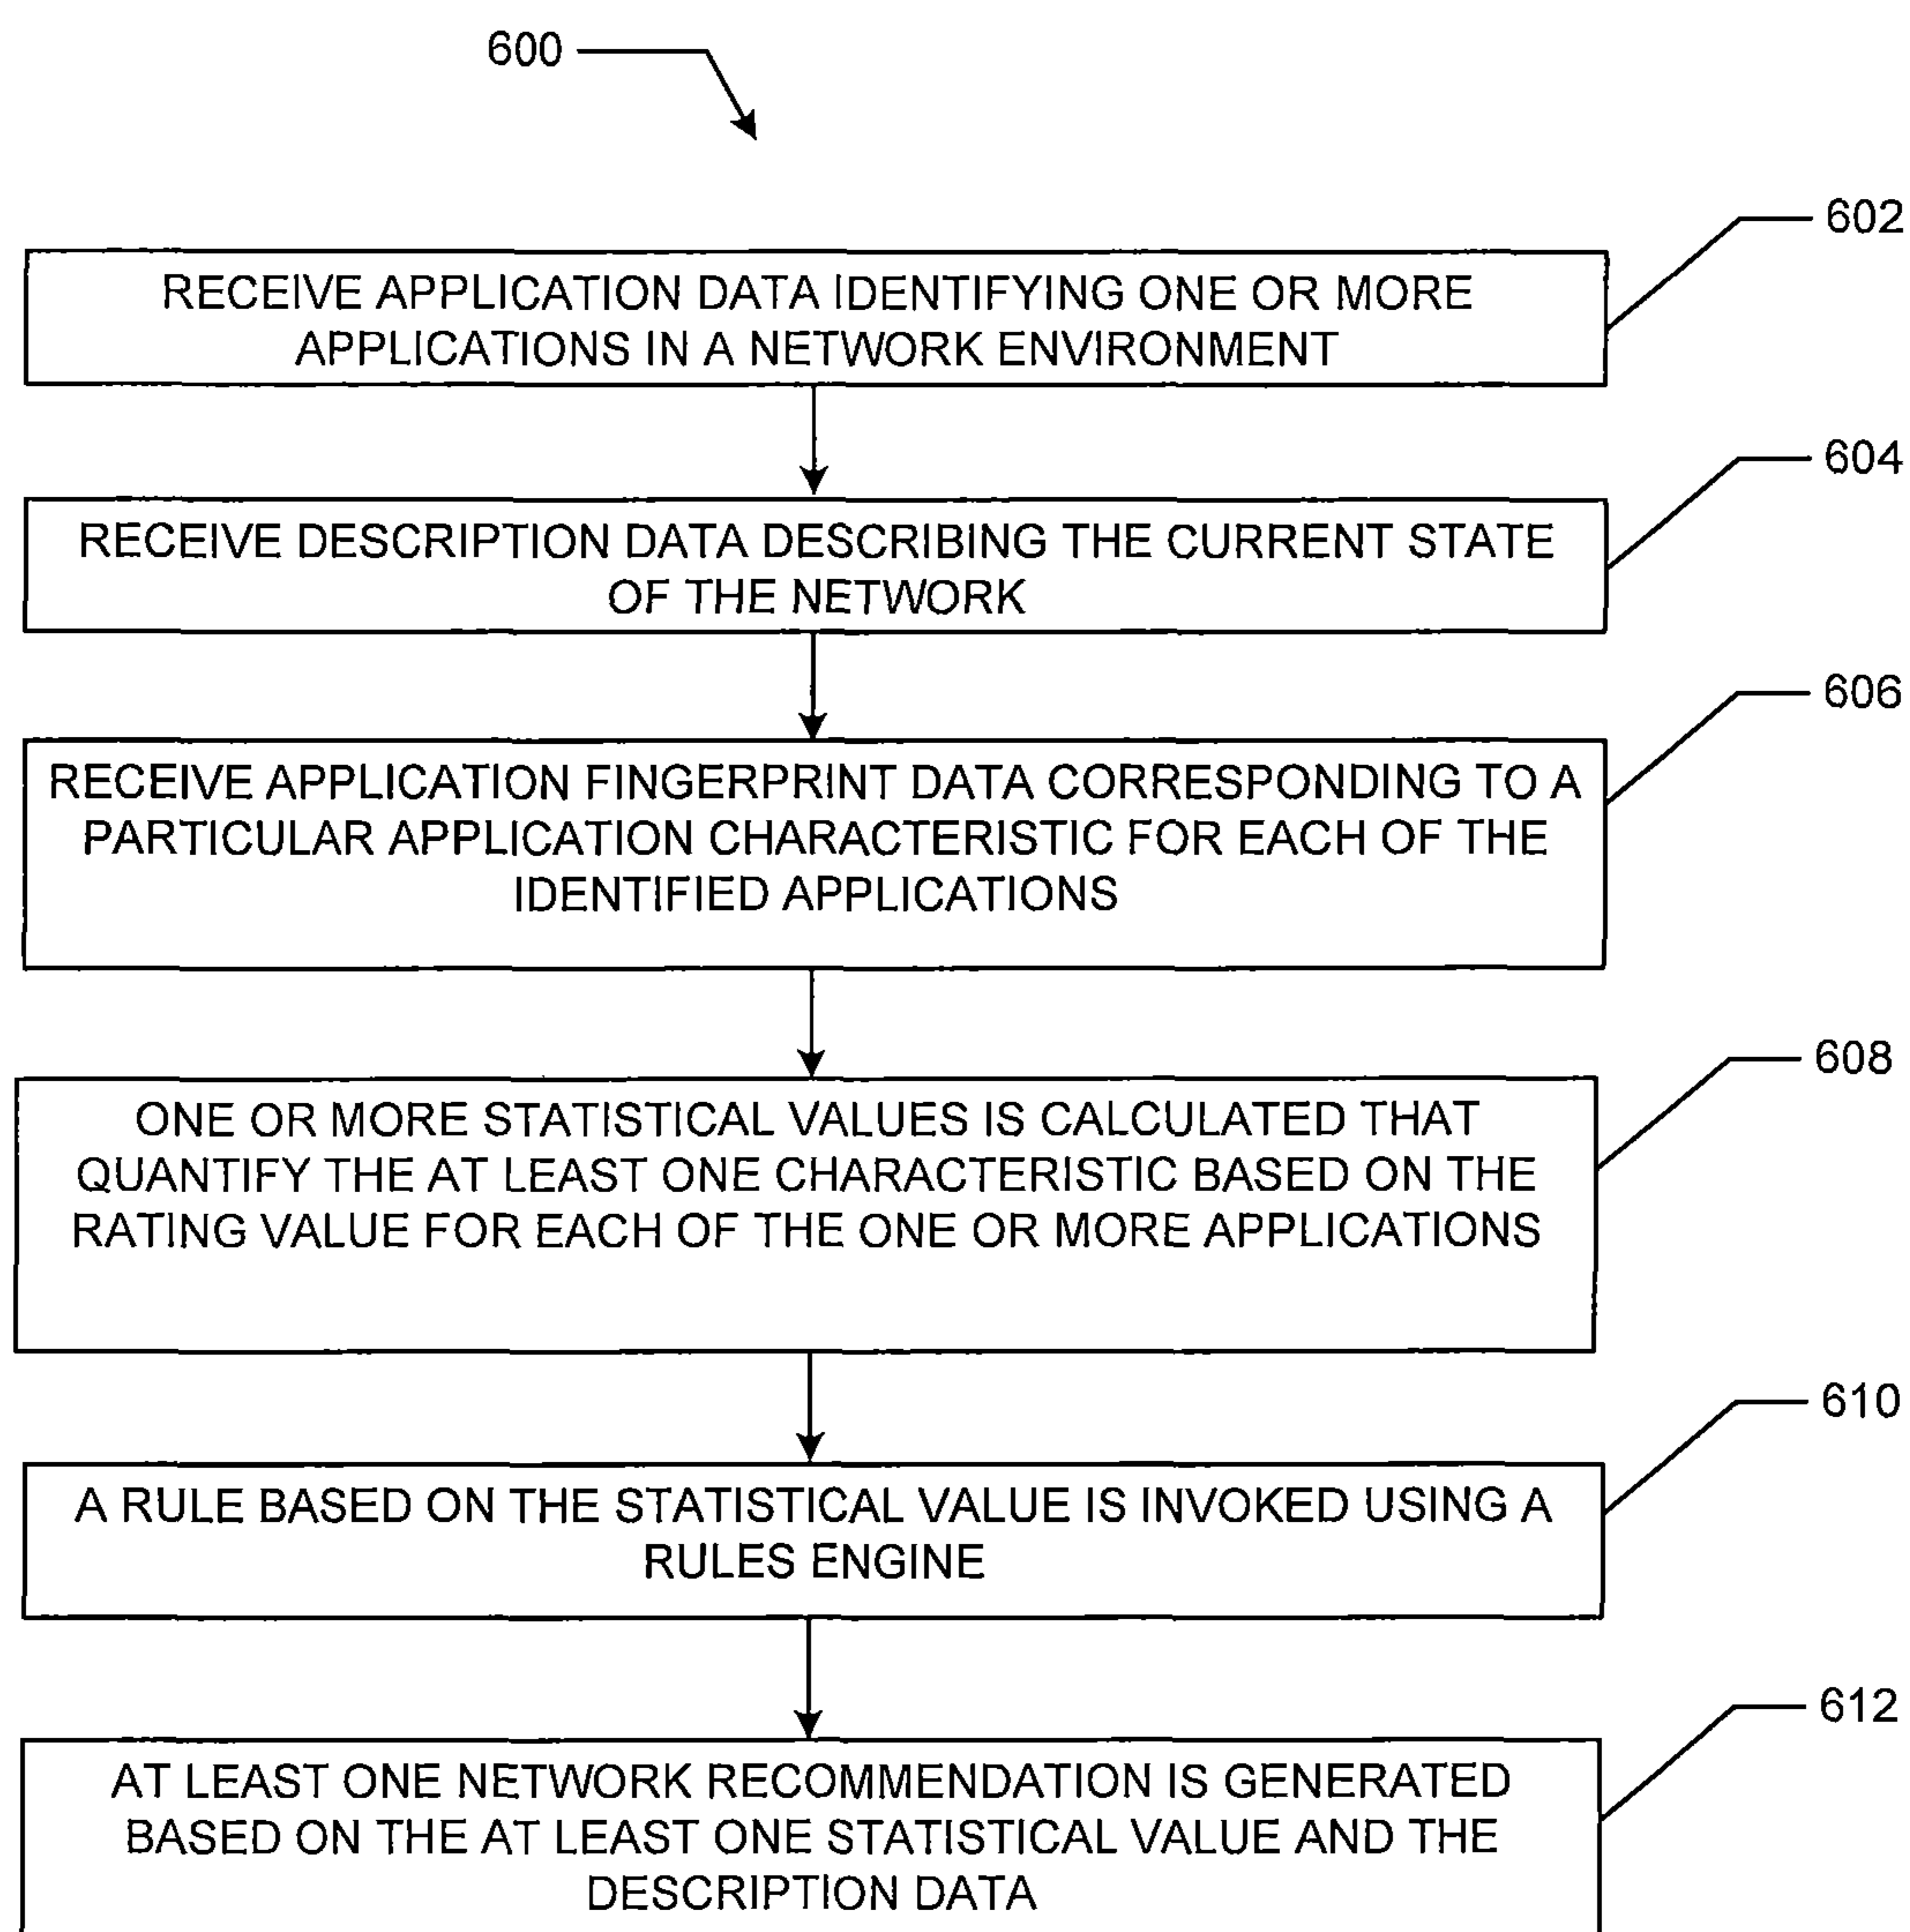 600
602
RECEIVE APPLICATION DATA IDENTIFYING ONE OR MORE
APPLICATIONS IN A NETWORK ENVIRONMENT
604
RECEIVE DESCRIPTION DATA DESCRIBING THE CURRENT STATE
OF THE NETWORK
606
RECEIVE APPLICATION FINGERPRINT DATA CORRESPONDING TO A
PARTICULAR APPLICATION CHARACTERISTIC FOR EACH OF THE
IDENTIFIED APPLICATIONS
608
ONE OR MORE STATISTICAL VALUES IS CALCULATED THAT
QUANTIFY THE AT LEAST ONE CHARACTERISTIC BASED ON THE
RATING VALUE FOR EACH OF THE ONE OR MORE APPLICATIONS
610
A RULE BASED ON THE STATISTICAL VALUE IS INVOKED USING A
RULES ENGINE
612
AT LEAST ONE NETWORK RECOMMENDATION IS GENERATED
BASED ON THE AT LEAST ONE STATISTICAL VALUE AND THE
DESCRIPTION DATA